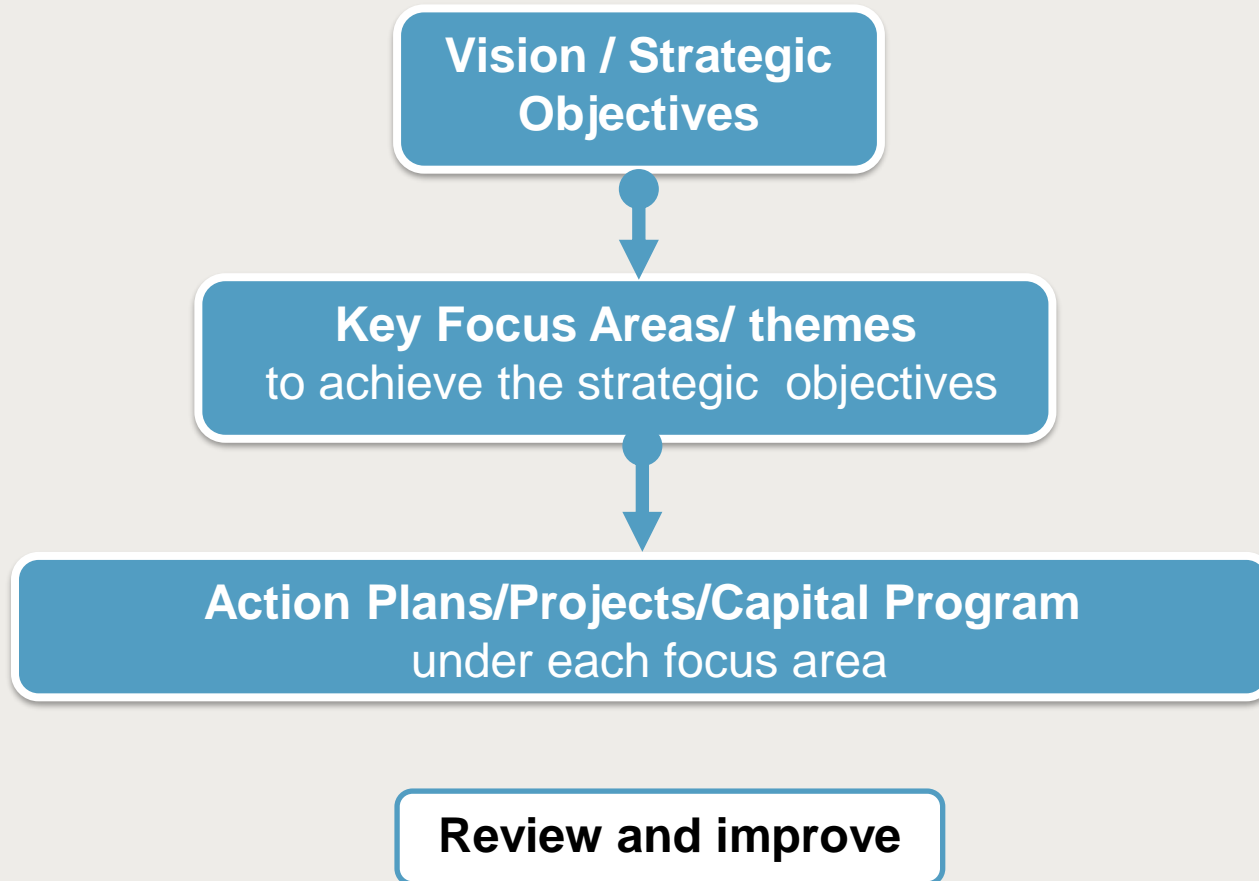 Vision / Strategic
Objectives
Key Focus Areas/ themes
to achieve the strategic  objectives
Action Plans/Projects/Capital Program
under each focus area
Review and improve